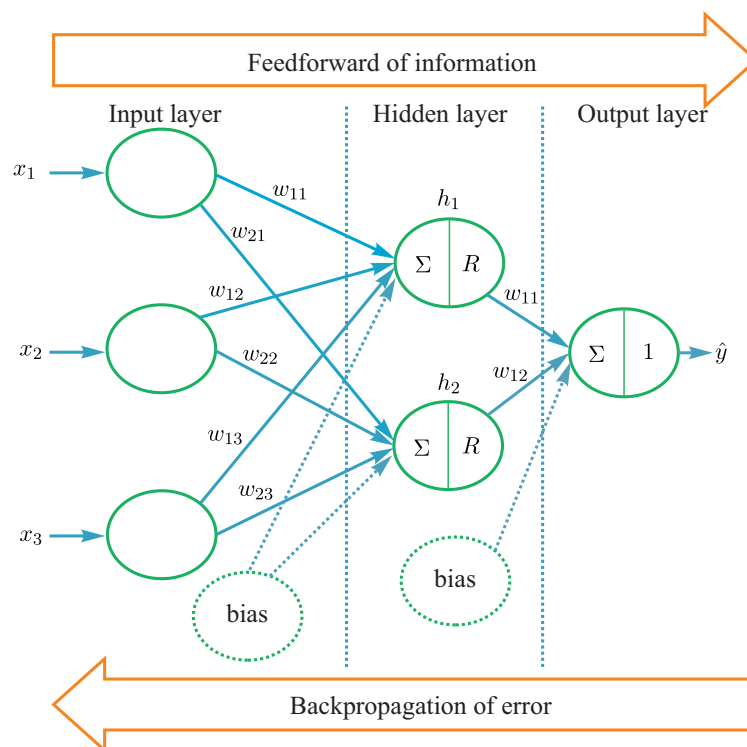 Feedforward of information
Input layer Hidden layer Output layer
x₁
w₁₁
h₁
w₂₁
Σ R
w₁₂
w₁₁
x₂
w₂₂
Σ 1
ŷ
h₂
w₁₂
w₁₃
Σ R
w₂₃
x₃
bias
bias
Backpropagation of error